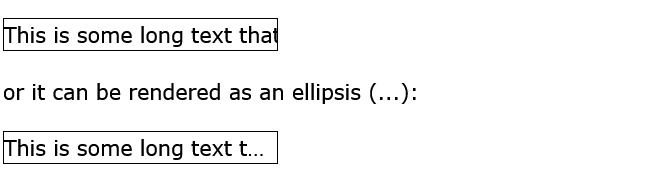 This is some long text that
or it can be rendered as an ellipsis (...):
This is some long text t...